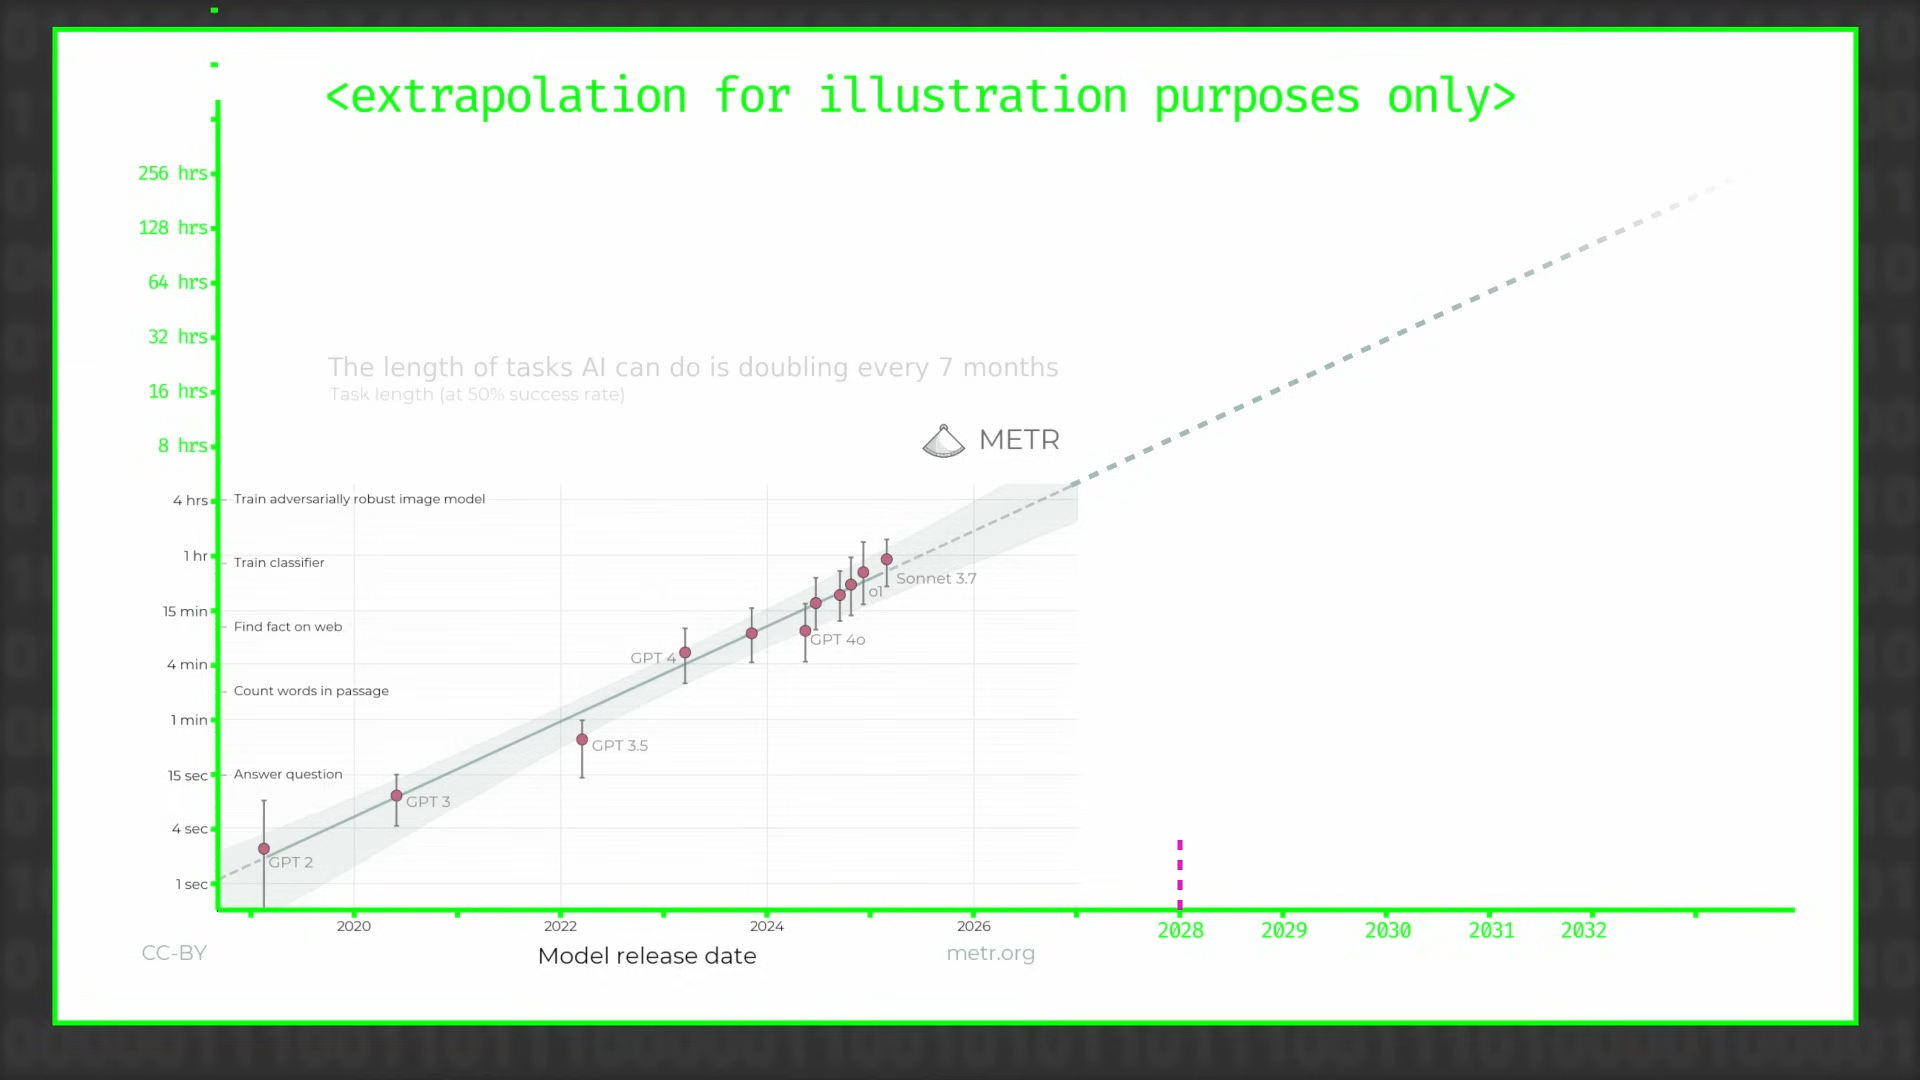 <extrapolation for illustration purposes only>
256 hrs
128 hrs
64 hrs
32 hrs
16 hrs
8 hrs
The length of tasks AI can do is doubling every 7 months
Task length (at 50% success rate)
METR
4 hrs
Train adversarially robust image model
1 hr
Train classifier
Sonnet 3.7
o1
15 min
Find fact on web
GPT 4o
GPT 4
4 min
Count words in passage
1 min
GPT 3.5
15 sec
Answer question
GPT 3
4 sec
GPT 2
1 sec
2020
2022
2024
2026
2028
2029
2030
2031
2032
CC-BY
Model release date
metr.org